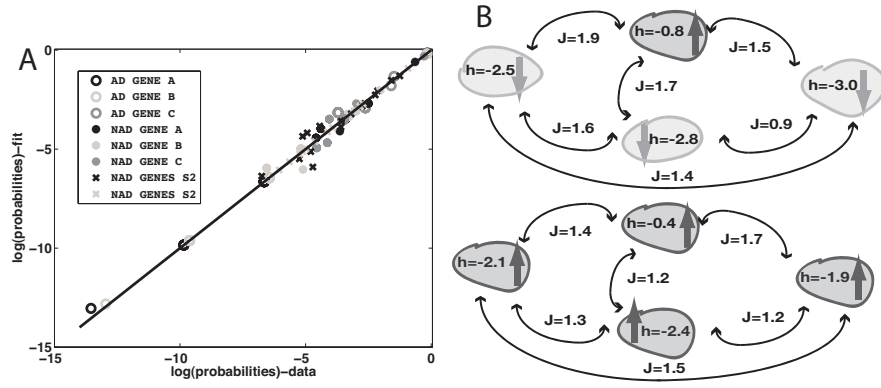 A
0
−5
−10
−15
−15
−10
−5
0
log(probabilities)−fit
log(probabilities)−data
AD GENE A
AD GENE B
AD GENE C
NAD GENE A
NAD GENE B
NAD GENE C
NAD GENES S2
NAD GENES S2
B
h=-0.8
J=1.9
J=1.5
h=-2.5
J=1.7
h=-3.0
J=1.6
h=-2.8
J=0.9
J=1.4
h=-0.4
J=1.4
J=1.7
h=-2.1
J=1.2
h=-1.9
J=1.3
h=-2.4
J=1.2
J=1.5